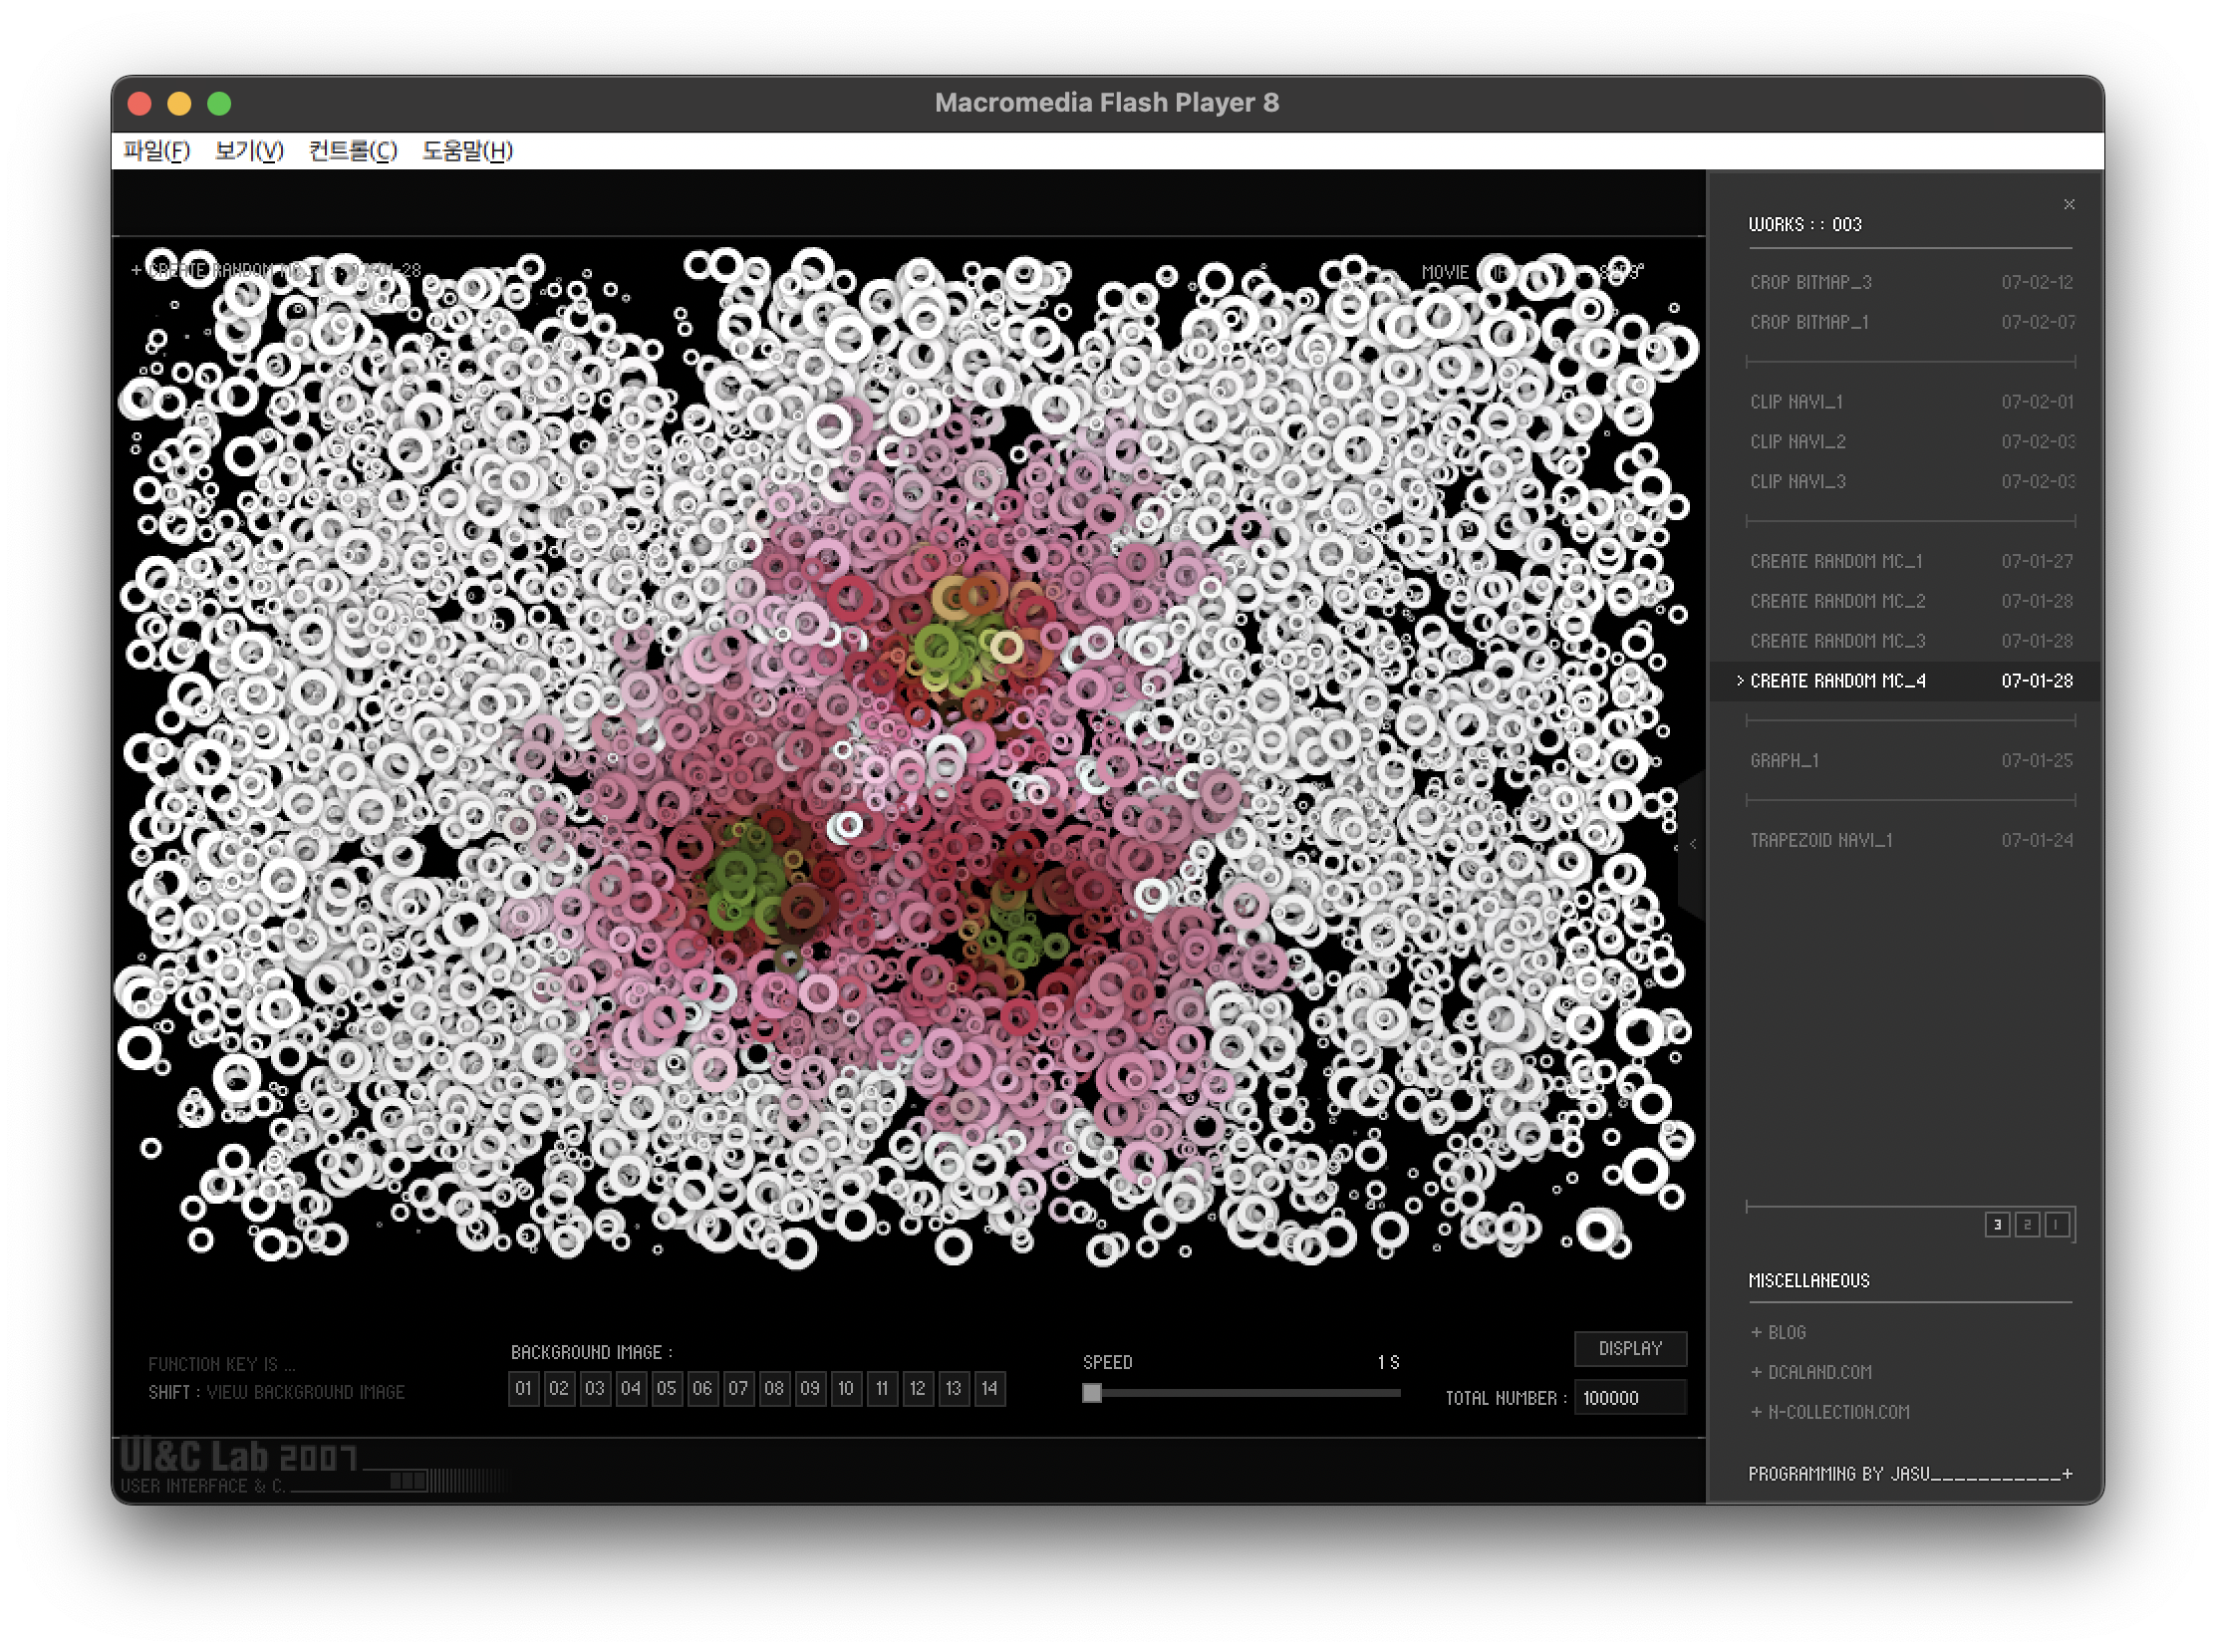 Macromedia Flash Player 8
파일(F) 보기(V) 컨트롤(C) 도움말(H)
+ CREATE RANDOM MC_4 : 07-01-28
MOVIE
WORKS :: 003
CROP BITMAP_3 07-02-12
CROP BITMAP_1 07-02-07
CLIP NAVI_1 07-02-01
CLIP NAVI_2 07-02-03
CLIP NAVI_3 07-02-03
CREATE RANDOM MC_1 07-01-27
CREATE RANDOM MC_2 07-01-28
CREATE RANDOM MC_3 07-01-28
> CREATE RANDOM MC_4 07-01-28
GRAPH_1 07-01-25
TRAPEZOID NAVI_1 07-01-24
3 2 1
MISCELLANEOUS
+ BLOG
+ DCALAND.COM
+ N-COLLECTION.COM
PROGRAMMING BY JASU___________+
FUNCTION KEY IS ...
SHIFT : VIEW BACKGROUND IMAGE
BACKGROUND IMAGE :
01 02 03 04 05 06 07 08 09 10 11 12 13 14
SPEED 1 S
DISPLAY
TOTAL NUMBER : 100000
UI&C Lab 2007
USER INTERFACE & C.